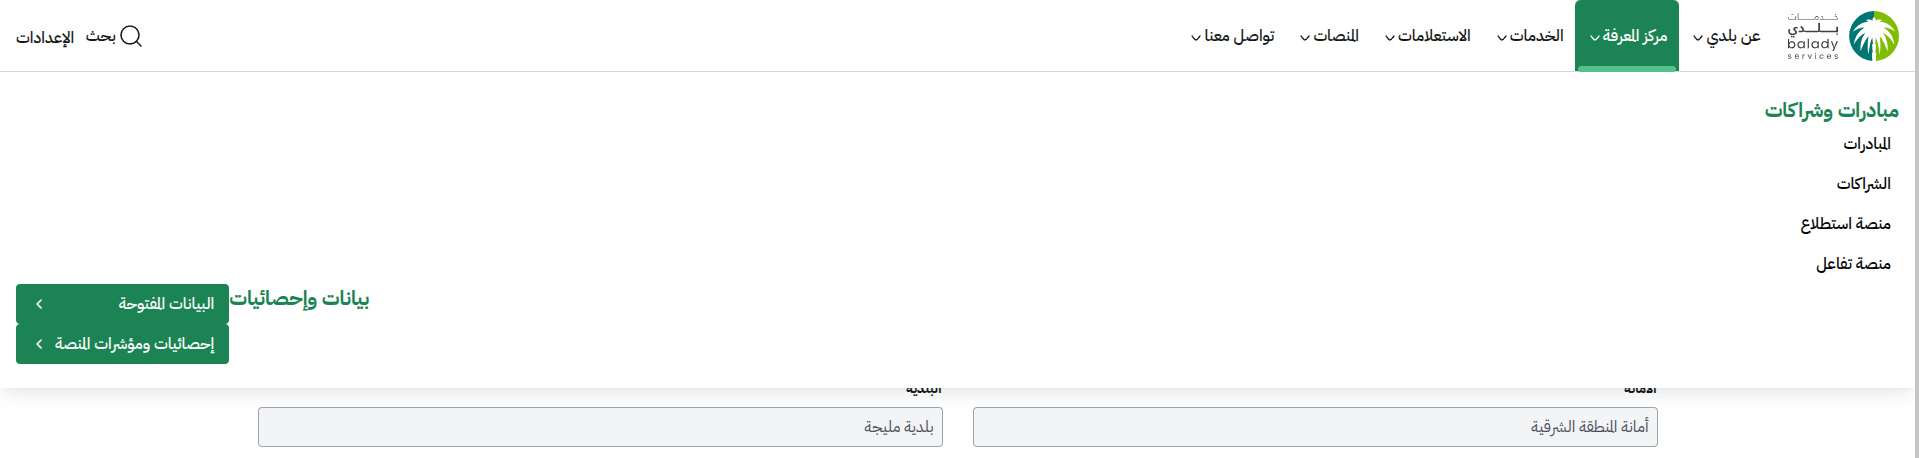 خدمات
بلدي
balady
services
عن بلدي
مركز المعرفة
الخدمات
الاستعلامات
المنصات
تواصل معنا
بحث
الإعدادات
مبادرات وشراكات
المبادرات
الشراكات
منصة استطلاع
منصة تفاعل
بيانات وإحصائيات
البيانات المفتوحة
إحصائيات ومؤشرات المنصة
الأمانة
البلدية
أمانة المنطقة الشرقية
بلدية مليجة